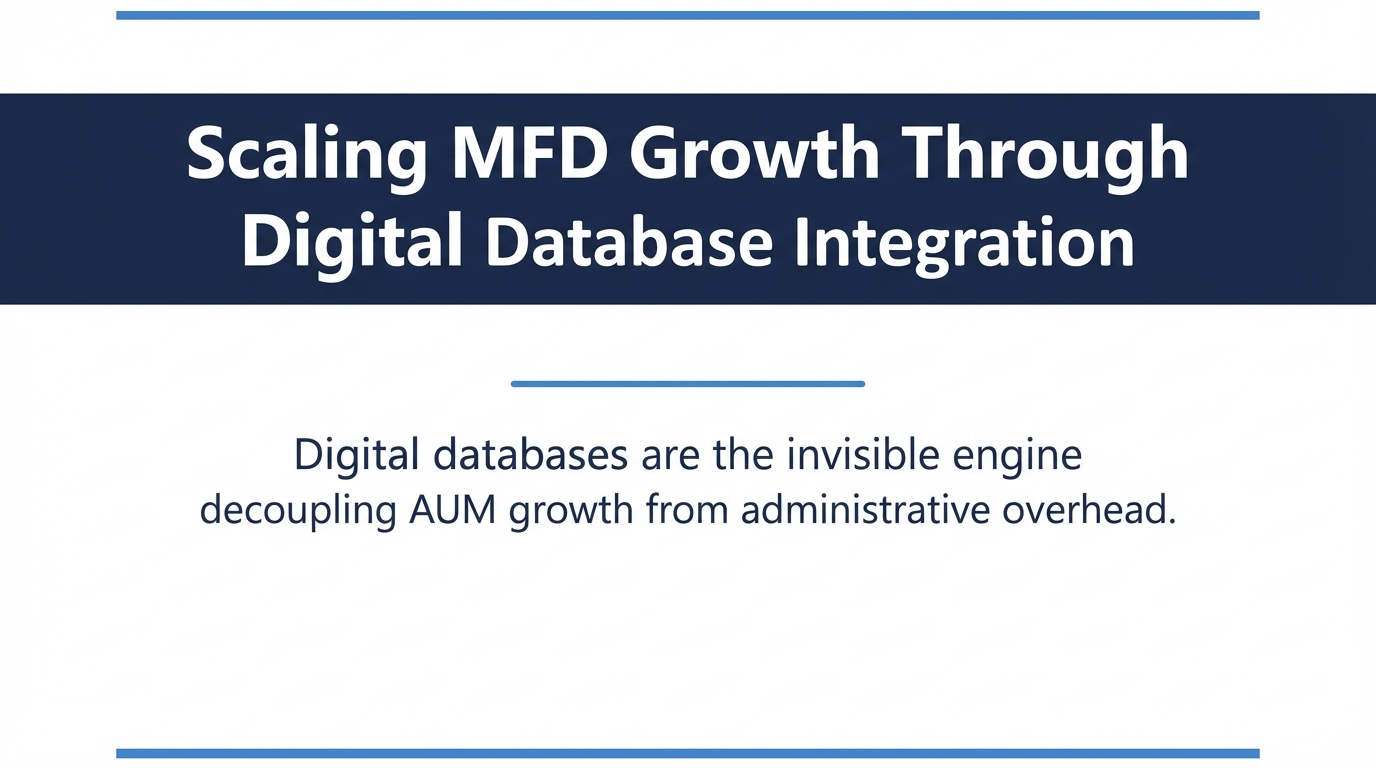 Scaling MFD Growth Through
Digital Database Integration
Digital databases are the invisible engine
decoupling AUM growth from administrative overhead.